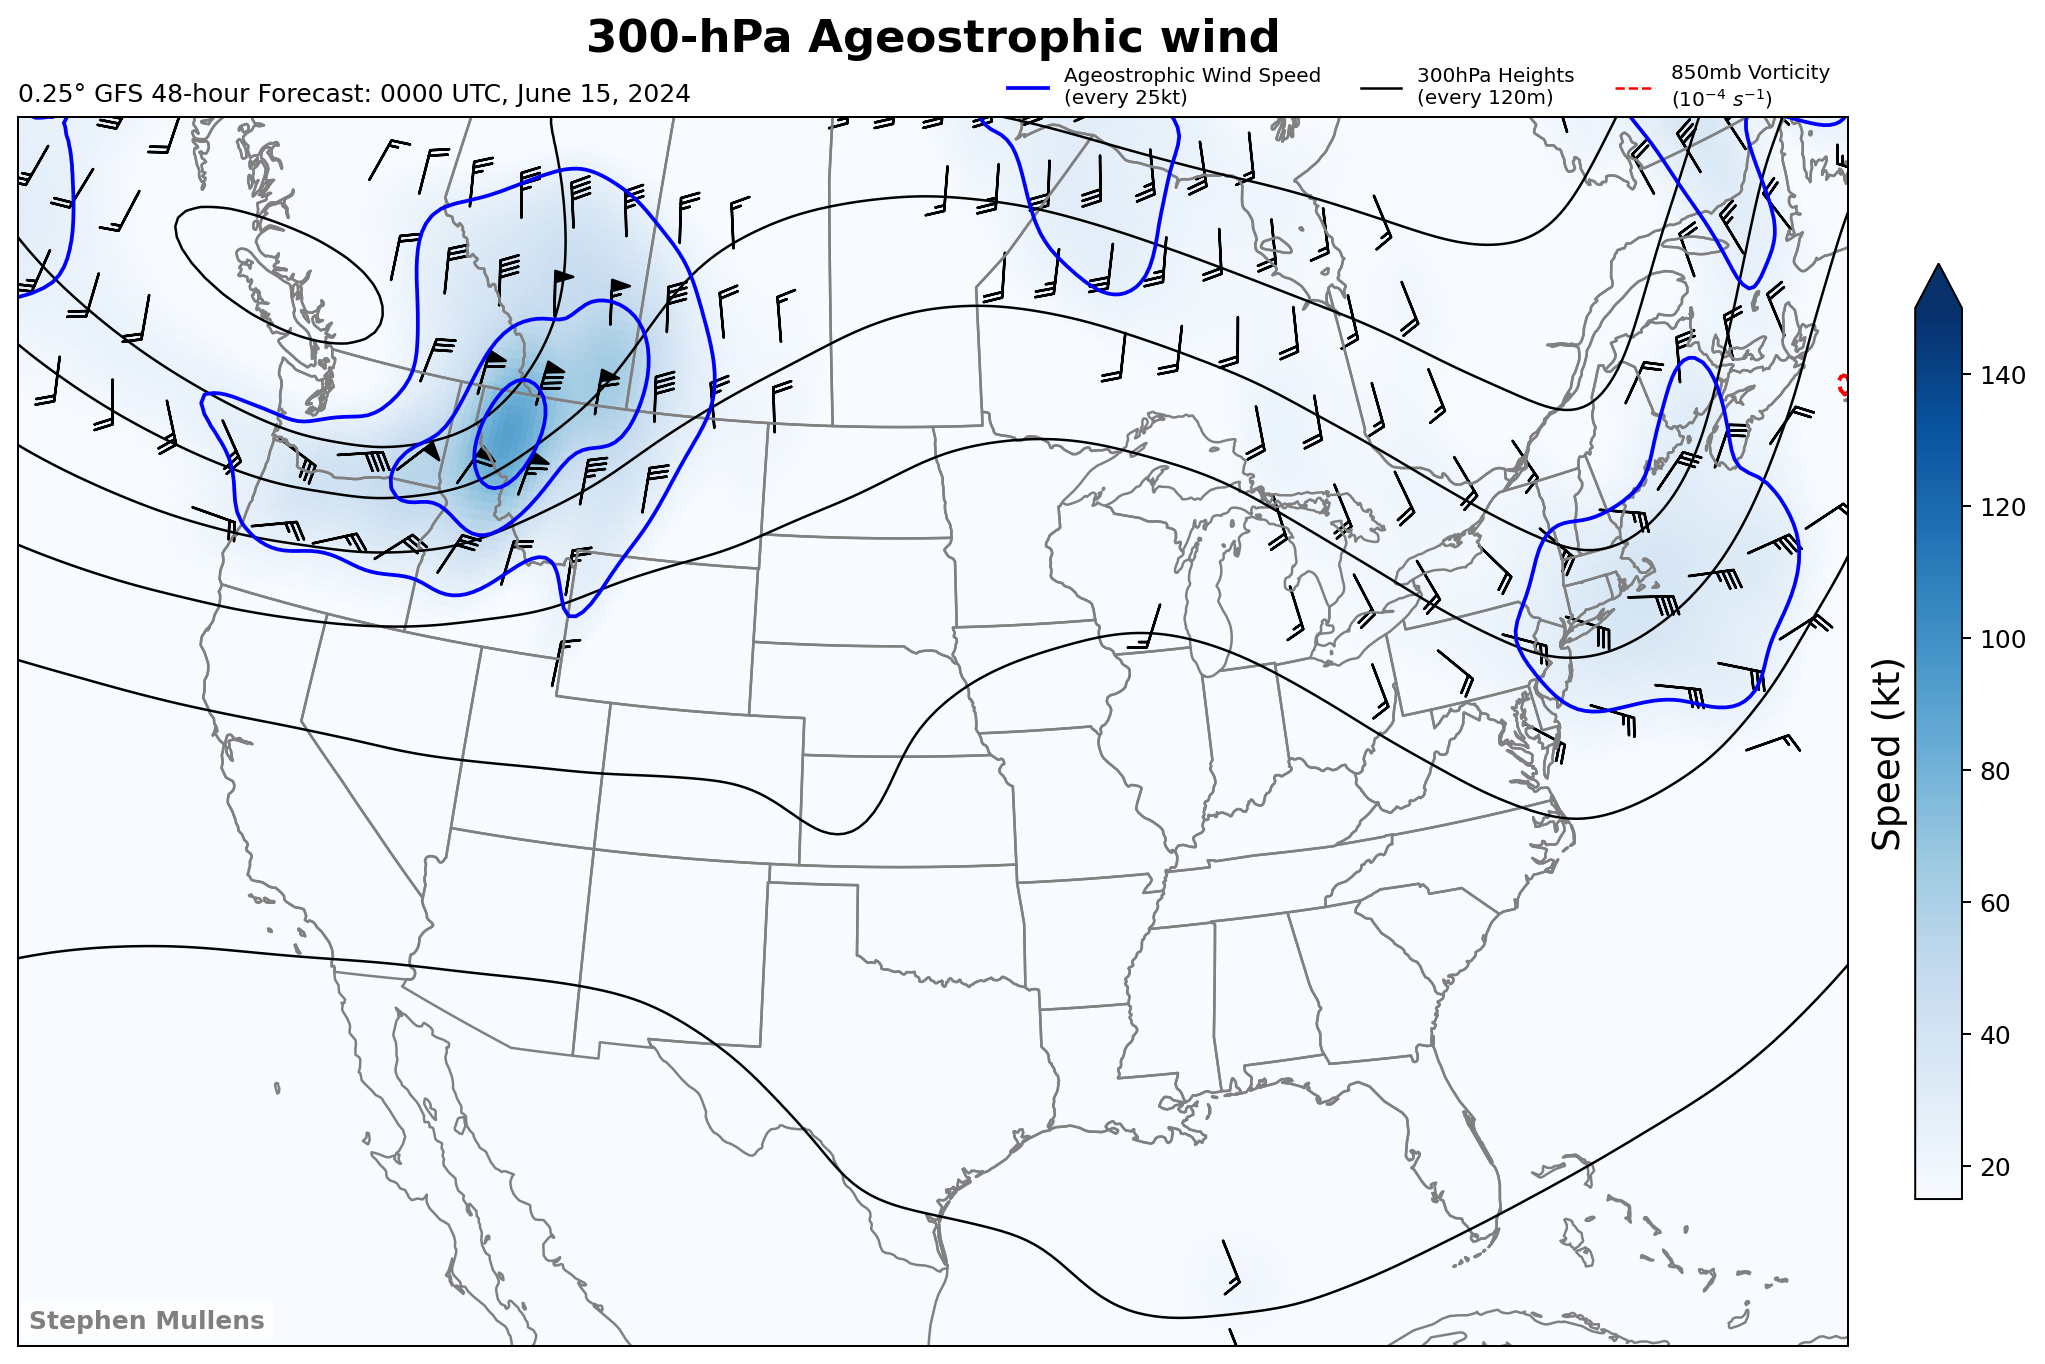 300-hPa Ageostrophic wind
0.25° GFS 48-hour Forecast: 0000 UTC, June 15, 2024
Ageostrophic Wind Speed
(every 25kt)
300hPa Heights
(every 120m)
850mb Vorticity
(10⁻⁴ s⁻¹)
140
120
100
80
60
40
20
Speed (kt)
Stephen Mullens